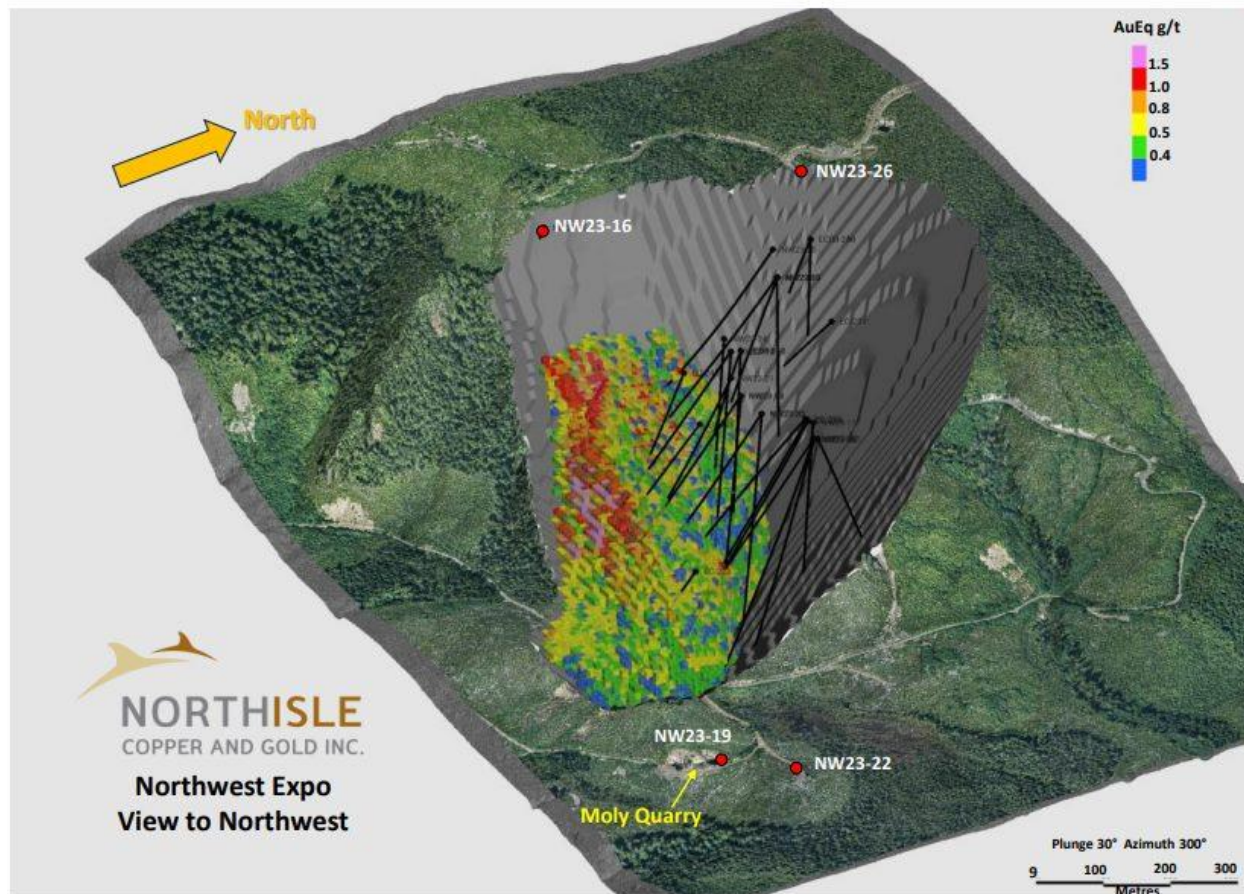 AuEq g/t
1.5
1.0
0.8
0.5
0.4
North
NW23-26
NW23-16
NORTHISLE
COPPER AND GOLD INC.
Northwest Expo
View to Northwest
NW23-19
NW23-22
Moly Quarry
Plunge 30° Azimuth 300°
9 100 200 300
Metres